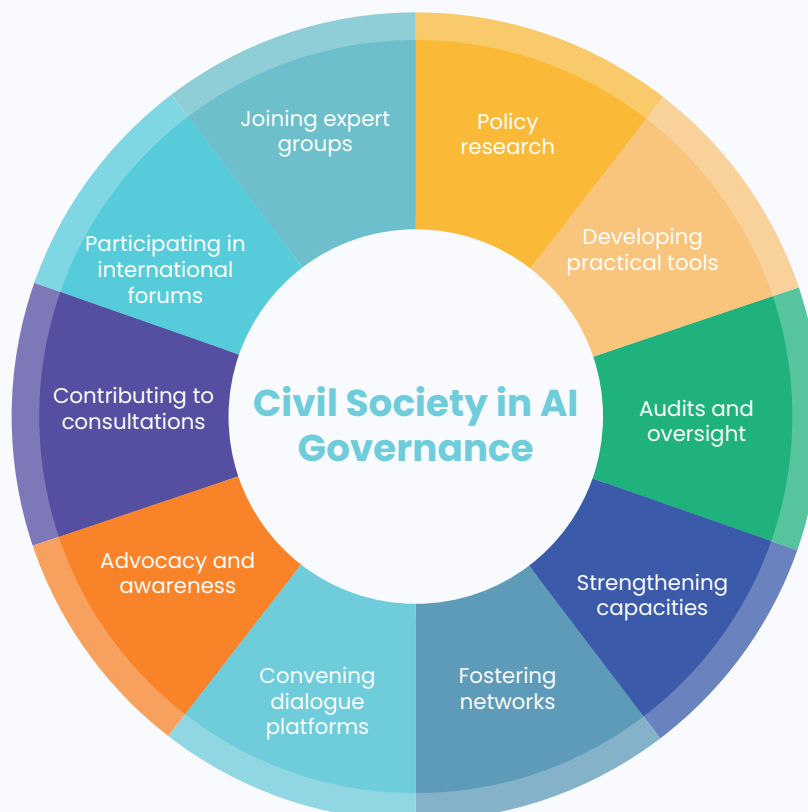 Civil Society in AI
Governance
Policy
research
Developing
practical tools
Audits and
oversight
Strengthening
capacities
Fostering
networks
Convening
dialogue
platforms
Advocacy and
awareness
Contributing to
consultations
Participating in
international
forums
Joining expert
groups